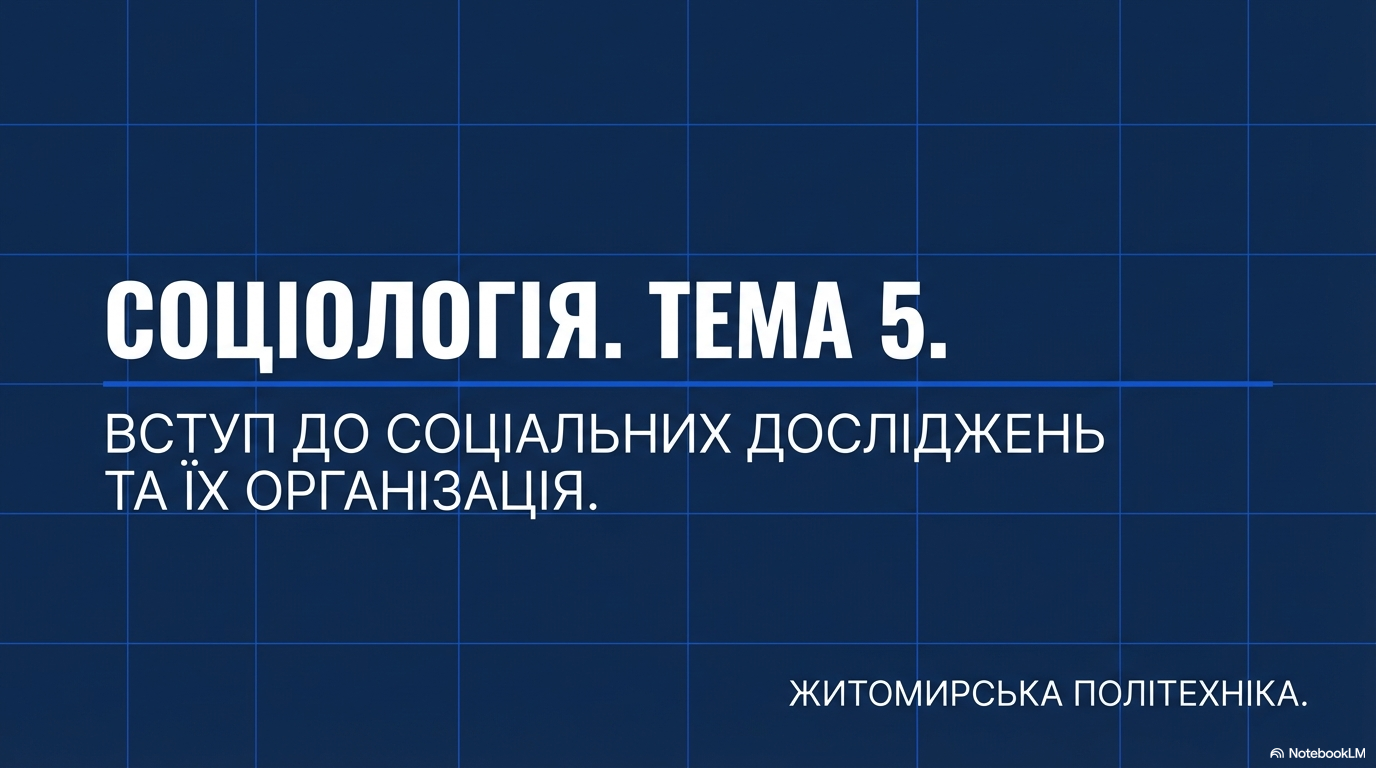 СОЦІОЛОГІЯ. ТЕМА 5.
ВСТУП ДО СОЦІАЛЬНИХ ДОСЛІДЖЕНЬ
ТА ЇХ ОРГАНІЗАЦІЯ.
ЖИТОМИРСЬКА ПОЛІТЕХНІКА.
NotebookLM